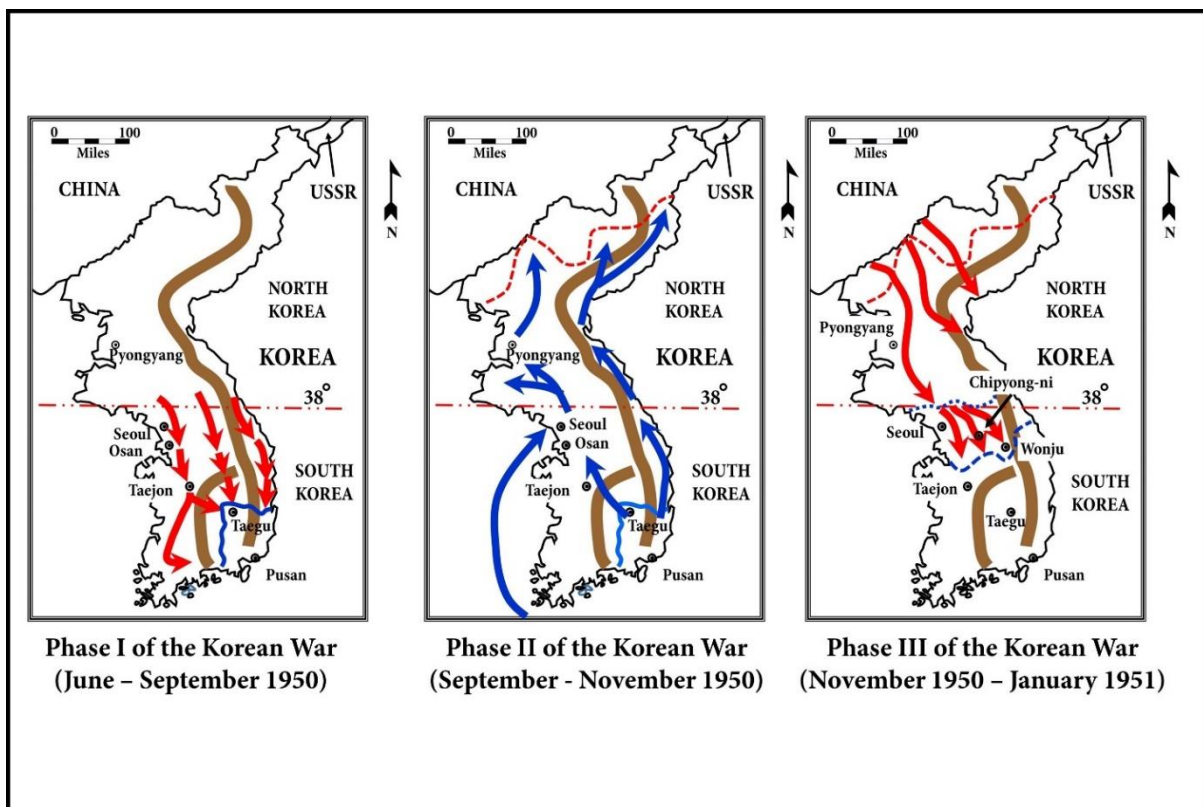 0 100
Miles
CHINA
USSR
N
NORTH
KOREA
Pyongyang
KOREA
38°
Seoul
Osan
SOUTH
KOREA
Taejon
Taegu
Pusan
Phase I of the Korean War
(June – September 1950)
0 100
Miles
CHINA
USSR
N
NORTH
KOREA
Pyongyang
KOREA
38°
Seoul
Osan
SOUTH
KOREA
Taejon
Taegu
Pusan
Phase II of the Korean War
(September - November 1950)
0 100
Miles
CHINA
USSR
N
NORTH
KOREA
Pyongyang
KOREA
Chipyong-ni
38°
Seoul
Wonju
Taejon
SOUTH
KOREA
Taegu
Pusan
Phase III of the Korean War
(November 1950 – January 1951)